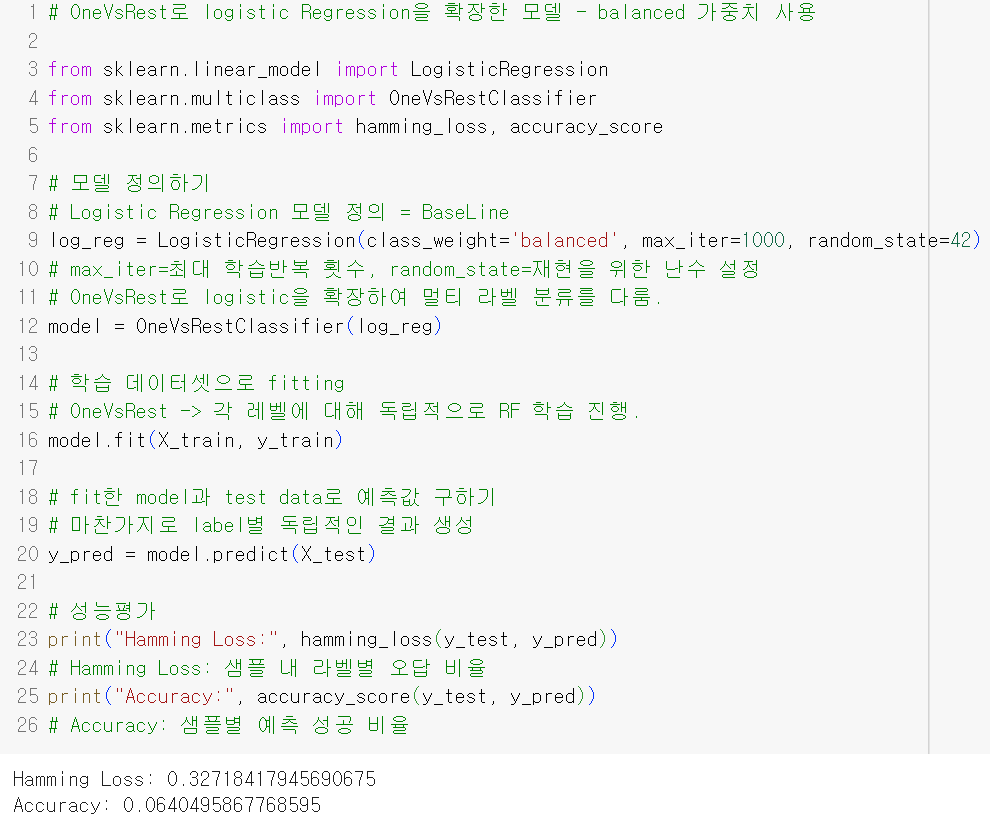 1 # OneVsRest로 logistic Regression을 확장한 모델 - balanced 가중치 사용
2
3 from sklearn.linear_model import LogisticRegression
4 from sklearn.multiclass import OneVsRestClassifier
5 from sklearn.metrics import hamming_loss, accuracy_score
6
7 # 모델 정의하기
8 # Logistic Regression 모델 정의 = BaseLine
9 log_reg = LogisticRegression(class_weight='balanced', max_iter=1000, random_state=42)
10 # max_iter=최대 학습반복 횟수, random_state=재현을 위한 난수 설정
11 # OneVsRest로 logistic을 확장하여 멀티 라벨 분류를 다룸.
12 model = OneVsRestClassifier(log_reg)
13
14 # 학습 데이터셋으로 fitting
15 # OneVsRest -> 각 레벨에 대해 독립적으로 RF 학습 진행.
16 model.fit(X_train, y_train)
17
18 # fit한 model과 test data로 예측값 구하기
19 # 마찬가지로 label별 독립적인 결과 생성
20 y_pred = model.predict(X_test)
21
22 # 성능평가
23 print("Hamming Loss:", hamming_loss(y_test, y_pred))
24 # Hamming Loss: 샘플 내 라벨별 오답 비율
25 print("Accuracy:", accuracy_score(y_test, y_pred))
26 # Accuracy: 샘플별 예측 성공 비율
Hamming Loss: 0.32718417945690675
Accuracy: 0.0640495867768595